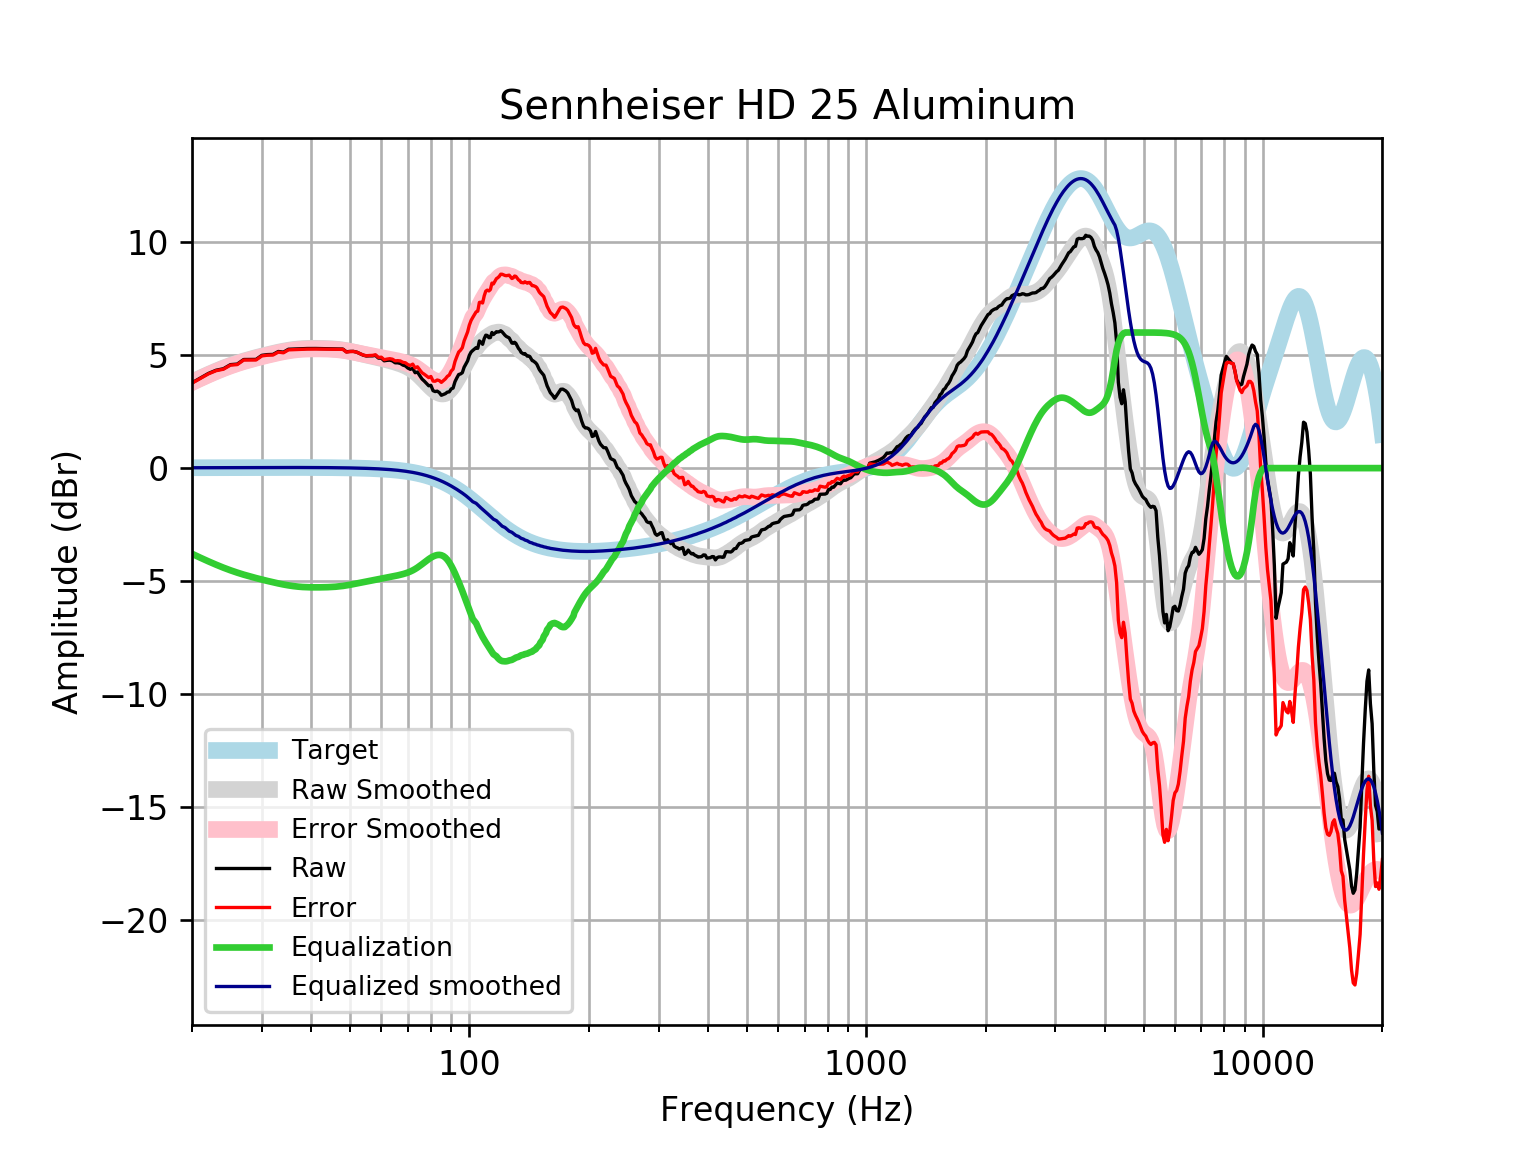 Sennheiser HD 25 Aluminum
Amplitude (dBr)
10
5
0
−5
−10
−15
−20
Target
Raw Smoothed
Error Smoothed
Raw
Error
Equalization
Equalized smoothed
100
1000
10000
Frequency (Hz)